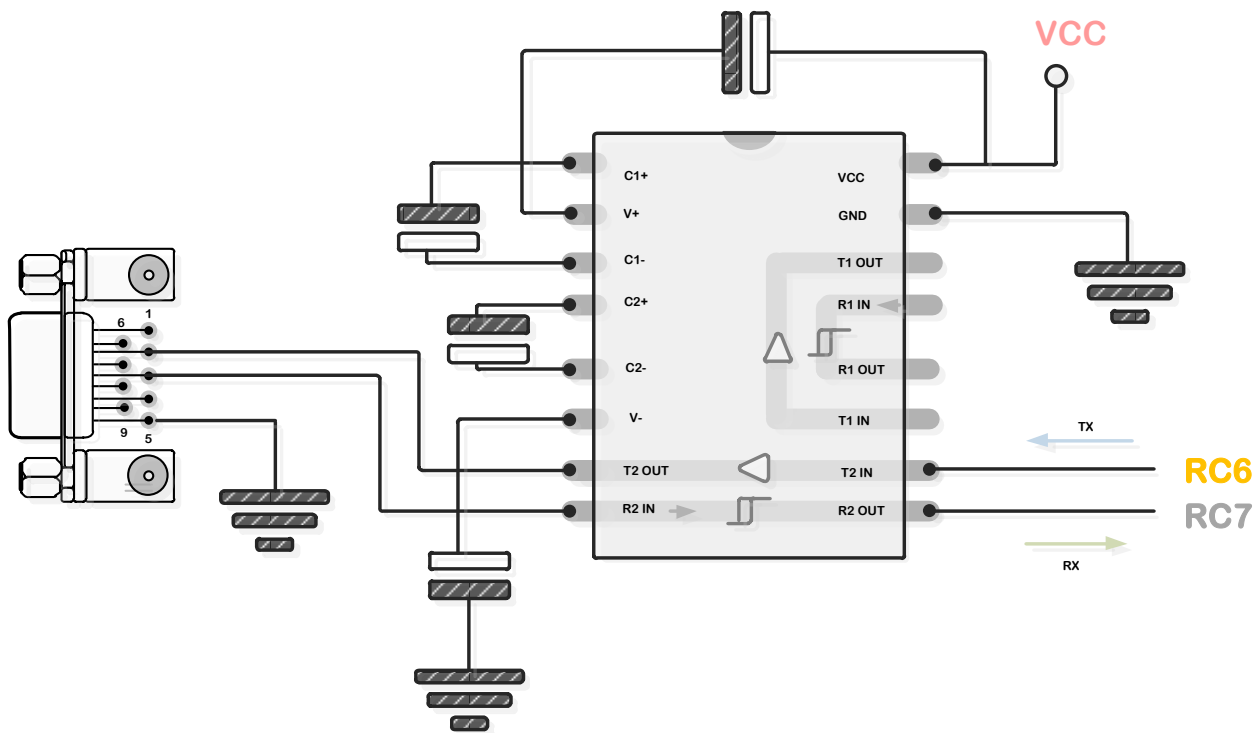 VCC
C1+
VCC
V+
GND
C1-
T1 OUT
C2+
R1 IN
1
6
C2-
R1 OUT
V-
T1 IN
9
5
TX
T2 OUT
T2 IN
RC6
R2 IN
R2 OUT
RC7
RX